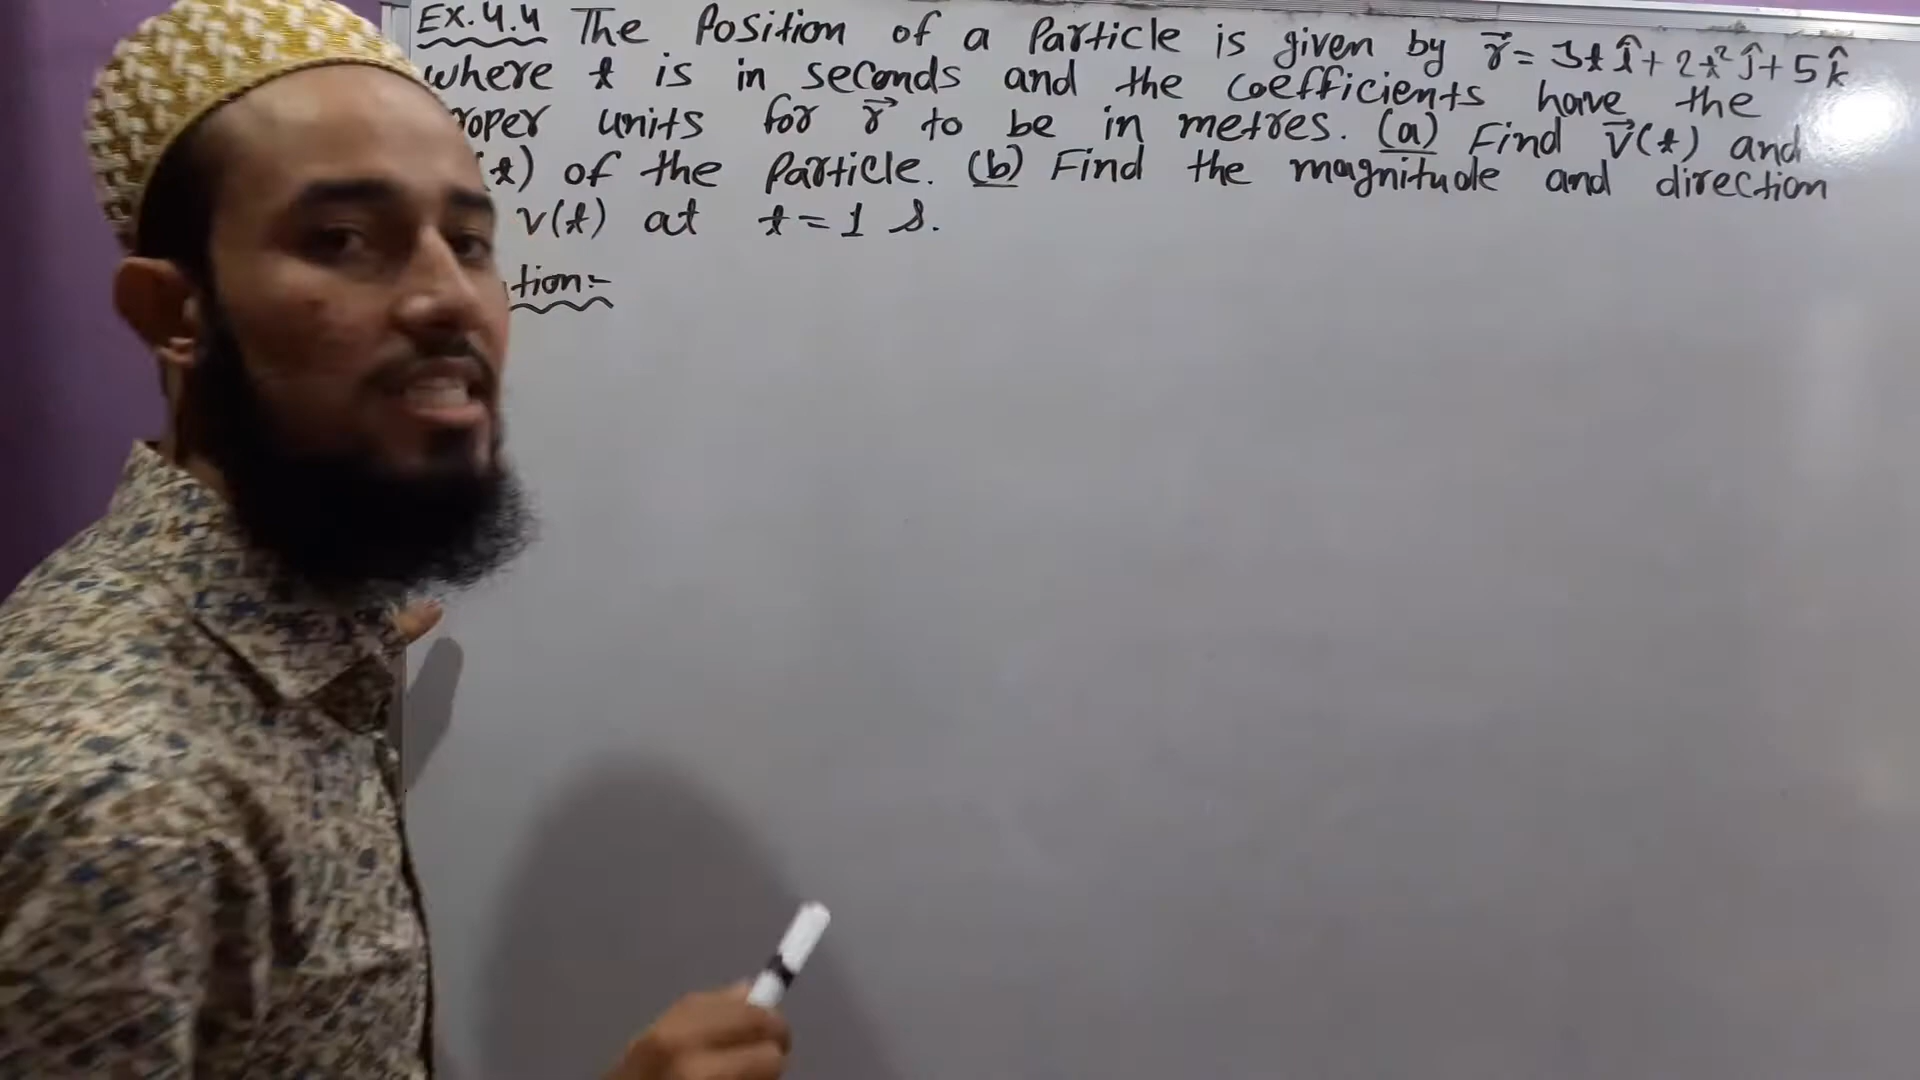 Ex.4.4 The Position of a Particle is given by r⃗ = 3t î + 2t² ĵ + 5 k̂
where t is in seconds and the coefficients have the
roper units for r⃗ to be in metres. (a) Find v⃗(t) and
(t) of the Particle. (b) Find the magnitude and direction
v(t) at t = 1 s.
tion:-